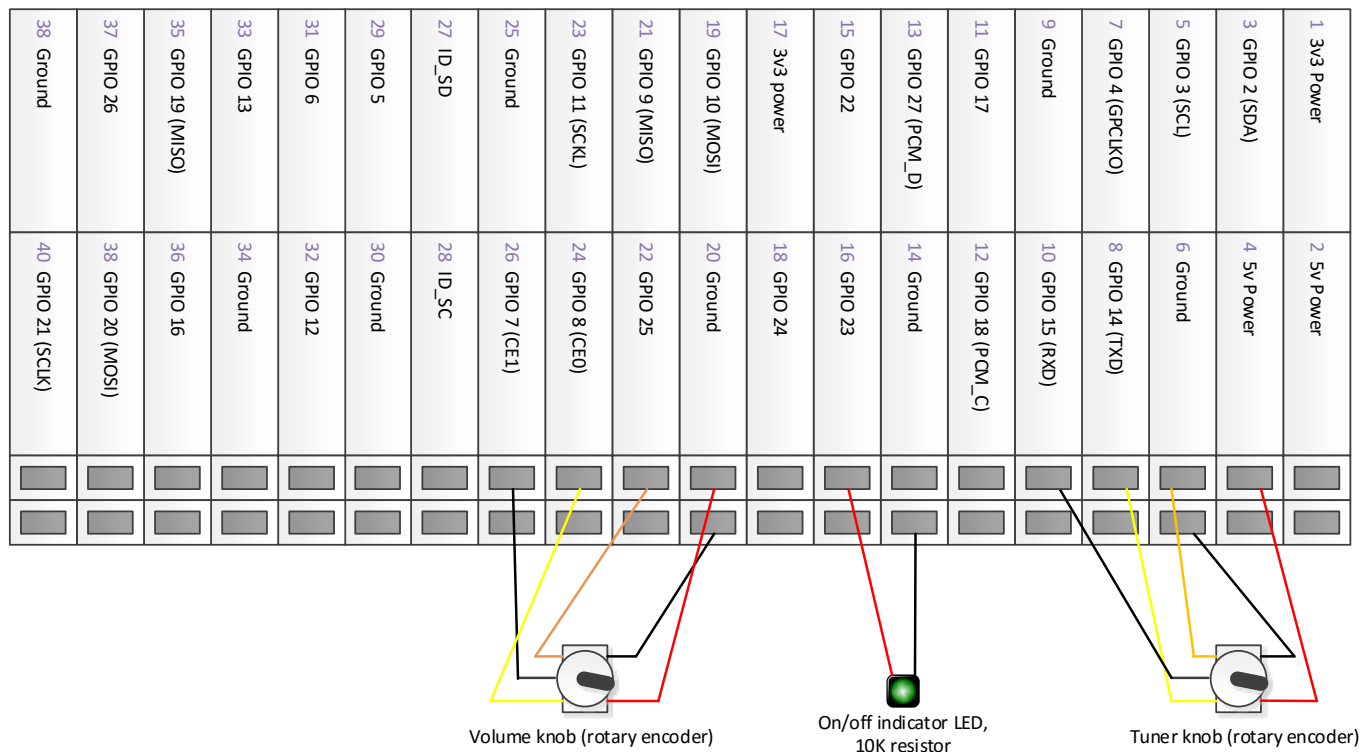 38 Ground
37 GPIO 26
35 GPIO 19 (MISO)
33 GPIO 13
31 GPIO 6
29 GPIO 5
27 ID_SD
25 Ground
23 GPIO 11 (SCKL)
21 GPIO 9 (MISO)
19 GPIO 10 (MOSI)
17 3v3 power
15 GPIO 22
13 GPIO 27 (PCM_D)
11 GPIO 17
9 Ground
7 GPIO 4 (GPCLKO)
5 GPIO 3 (SCL)
3 GPIO 2 (SDA)
1 3v3 Power
40 GPIO 21 (SCLK)
38 GPIO 20 (MOSI)
36 GPIO 16
34 Ground
32 GPIO 12
30 Ground
28 ID_SC
26 GPIO 7 (CE1)
24 GPIO 8 (CE0)
22 GPIO 25
20 Ground
18 GPIO 24
16 GPIO 23
14 Ground
12 GPIO 18 (PCM_C)
10 GPIO 15 (RXD)
8 GPIO 14 (TXD)
6 Ground
4 5v Power
2 5v Power
Volume knob (rotary encoder)
On/off indicator LED,
10K resistor
Tuner knob (rotary encoder)